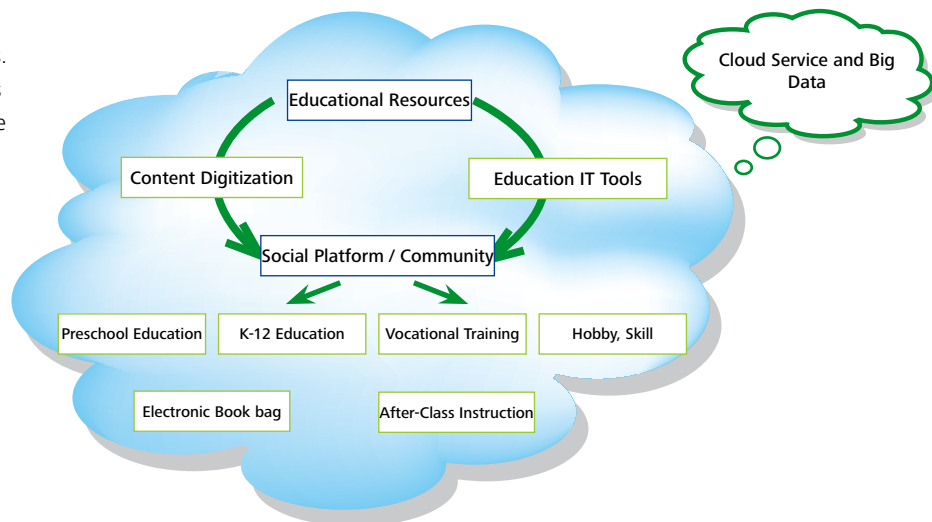 s.
s
e
Cloud Service and Big
Data
Educational Resources
Content Digitization
Education IT Tools
Social Platform / Community
Preschool Education
K-12 Education
Vocational Training
Hobby, Skill
Electronic Book bag
After-Class Instruction